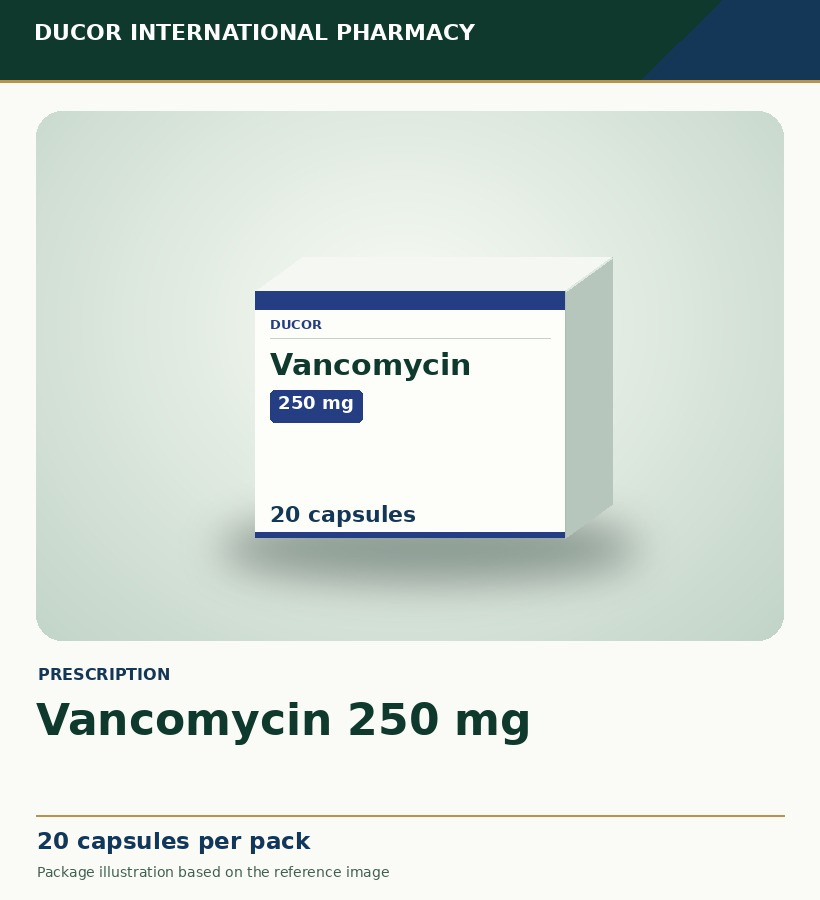 DUCOR INTERNATIONAL PHARMACY
DUCOR
Vancomycin
250 mg
20 capsules
PRESCRIPTION
Vancomycin 250 mg
20 capsules per pack
Package illustration based on the reference image